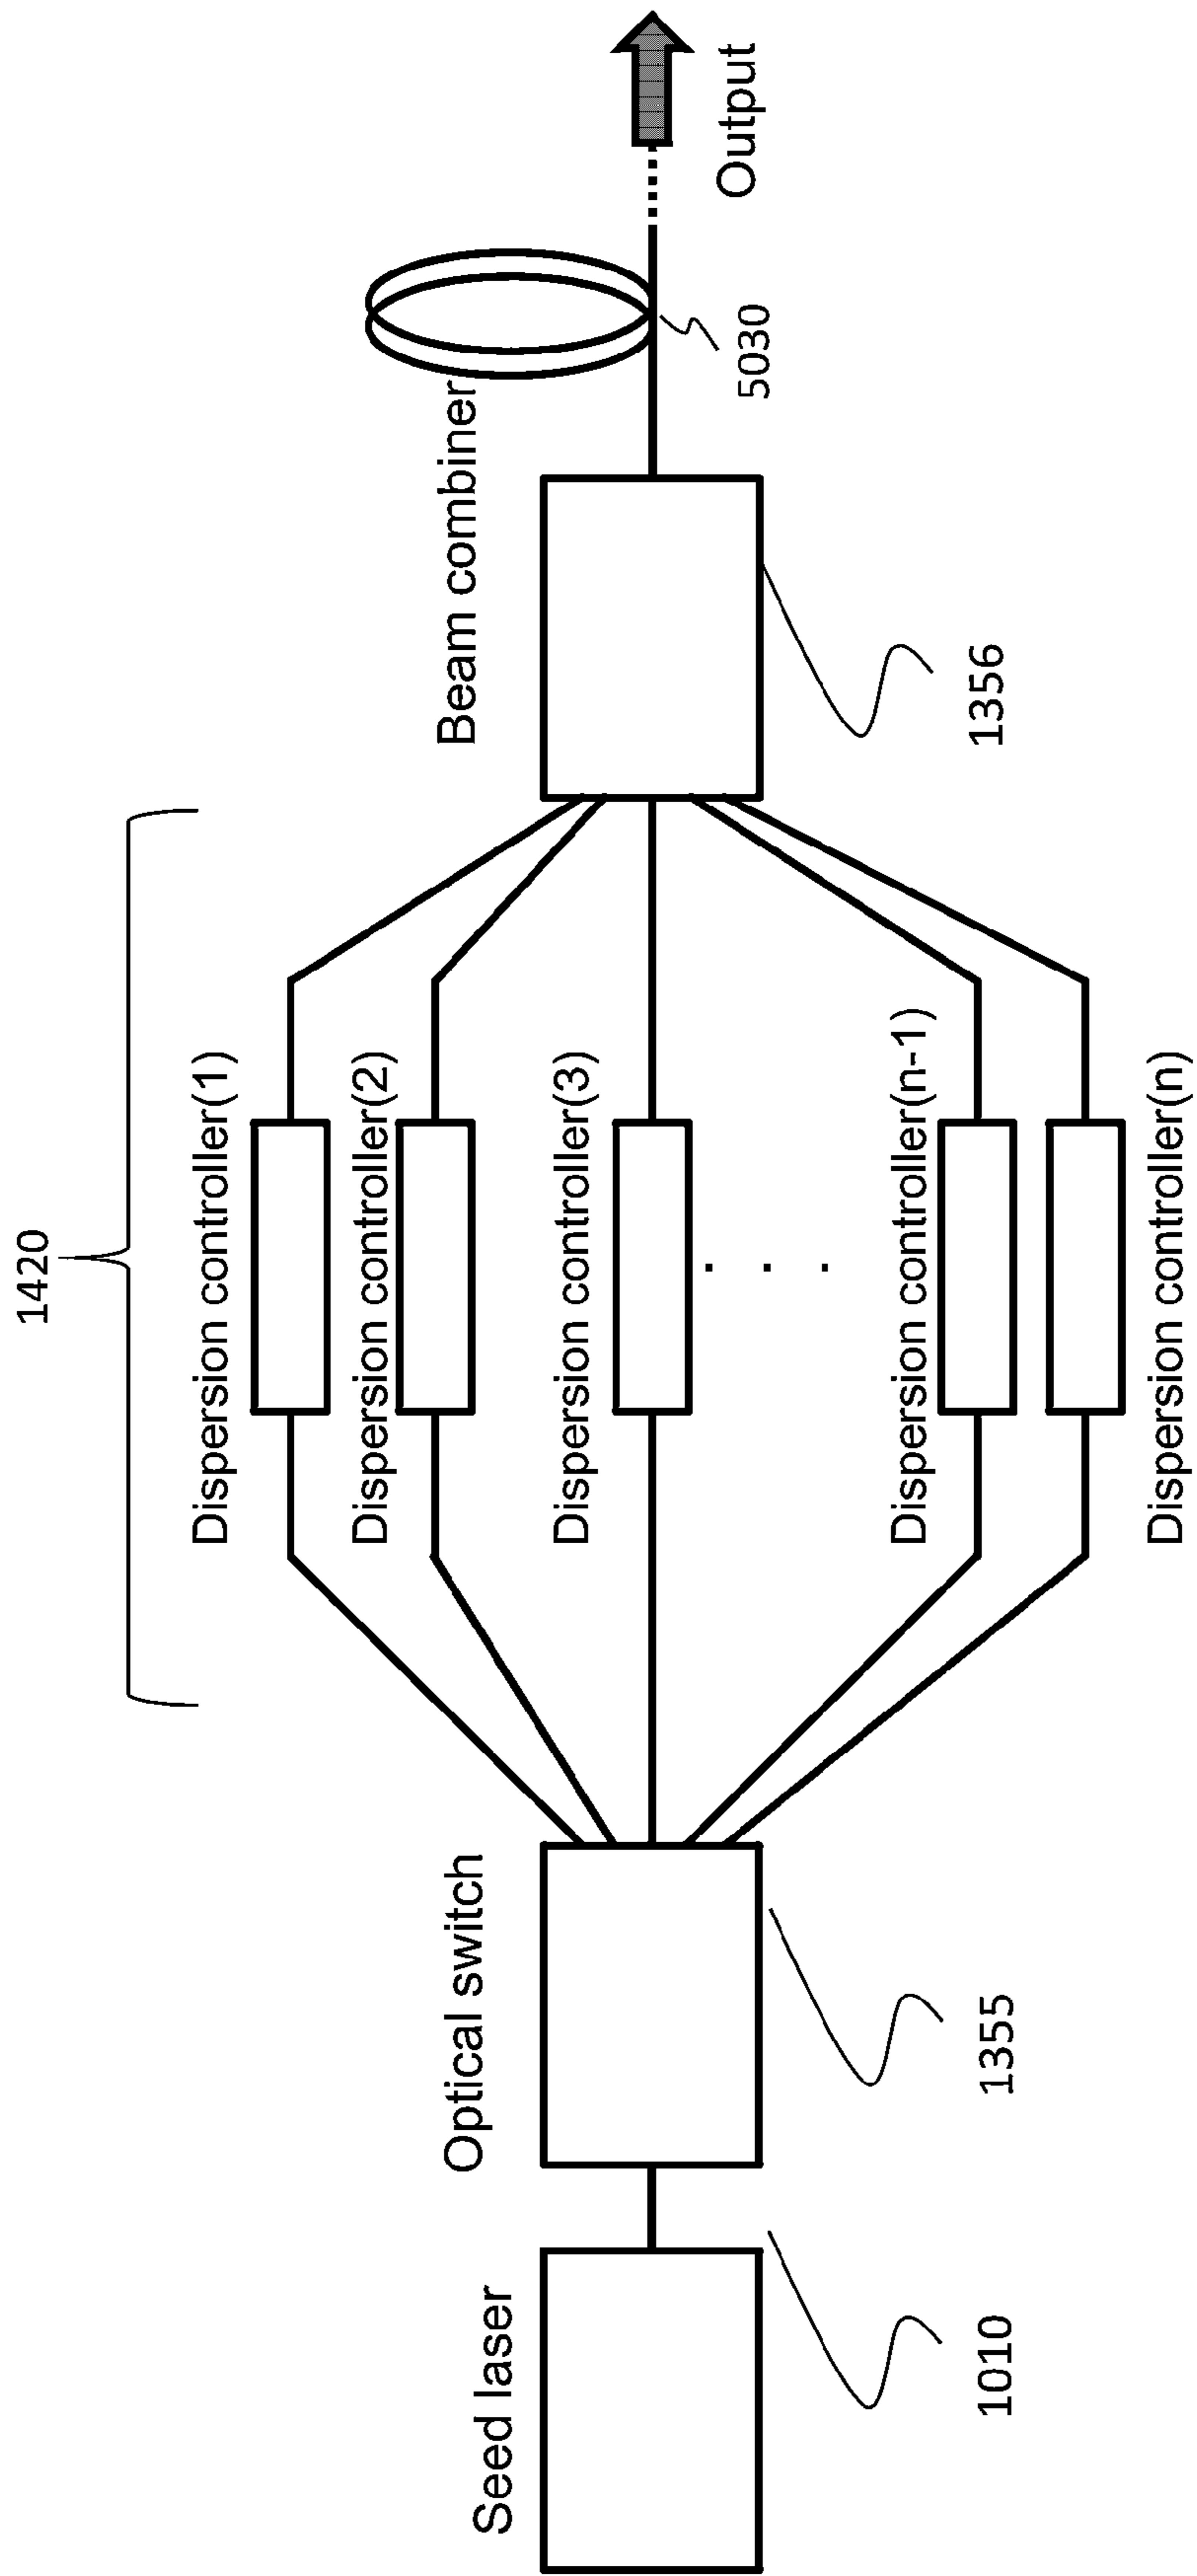 1420
Dispersion controller(1)
Dispersion controller(2)
Dispersion controller(3)
. . .
Dispersion controller(n-1)
Dispersion controller(n)
Seed laser
Optical switch
Beam combiner
Output
1010
1355
1356
5030